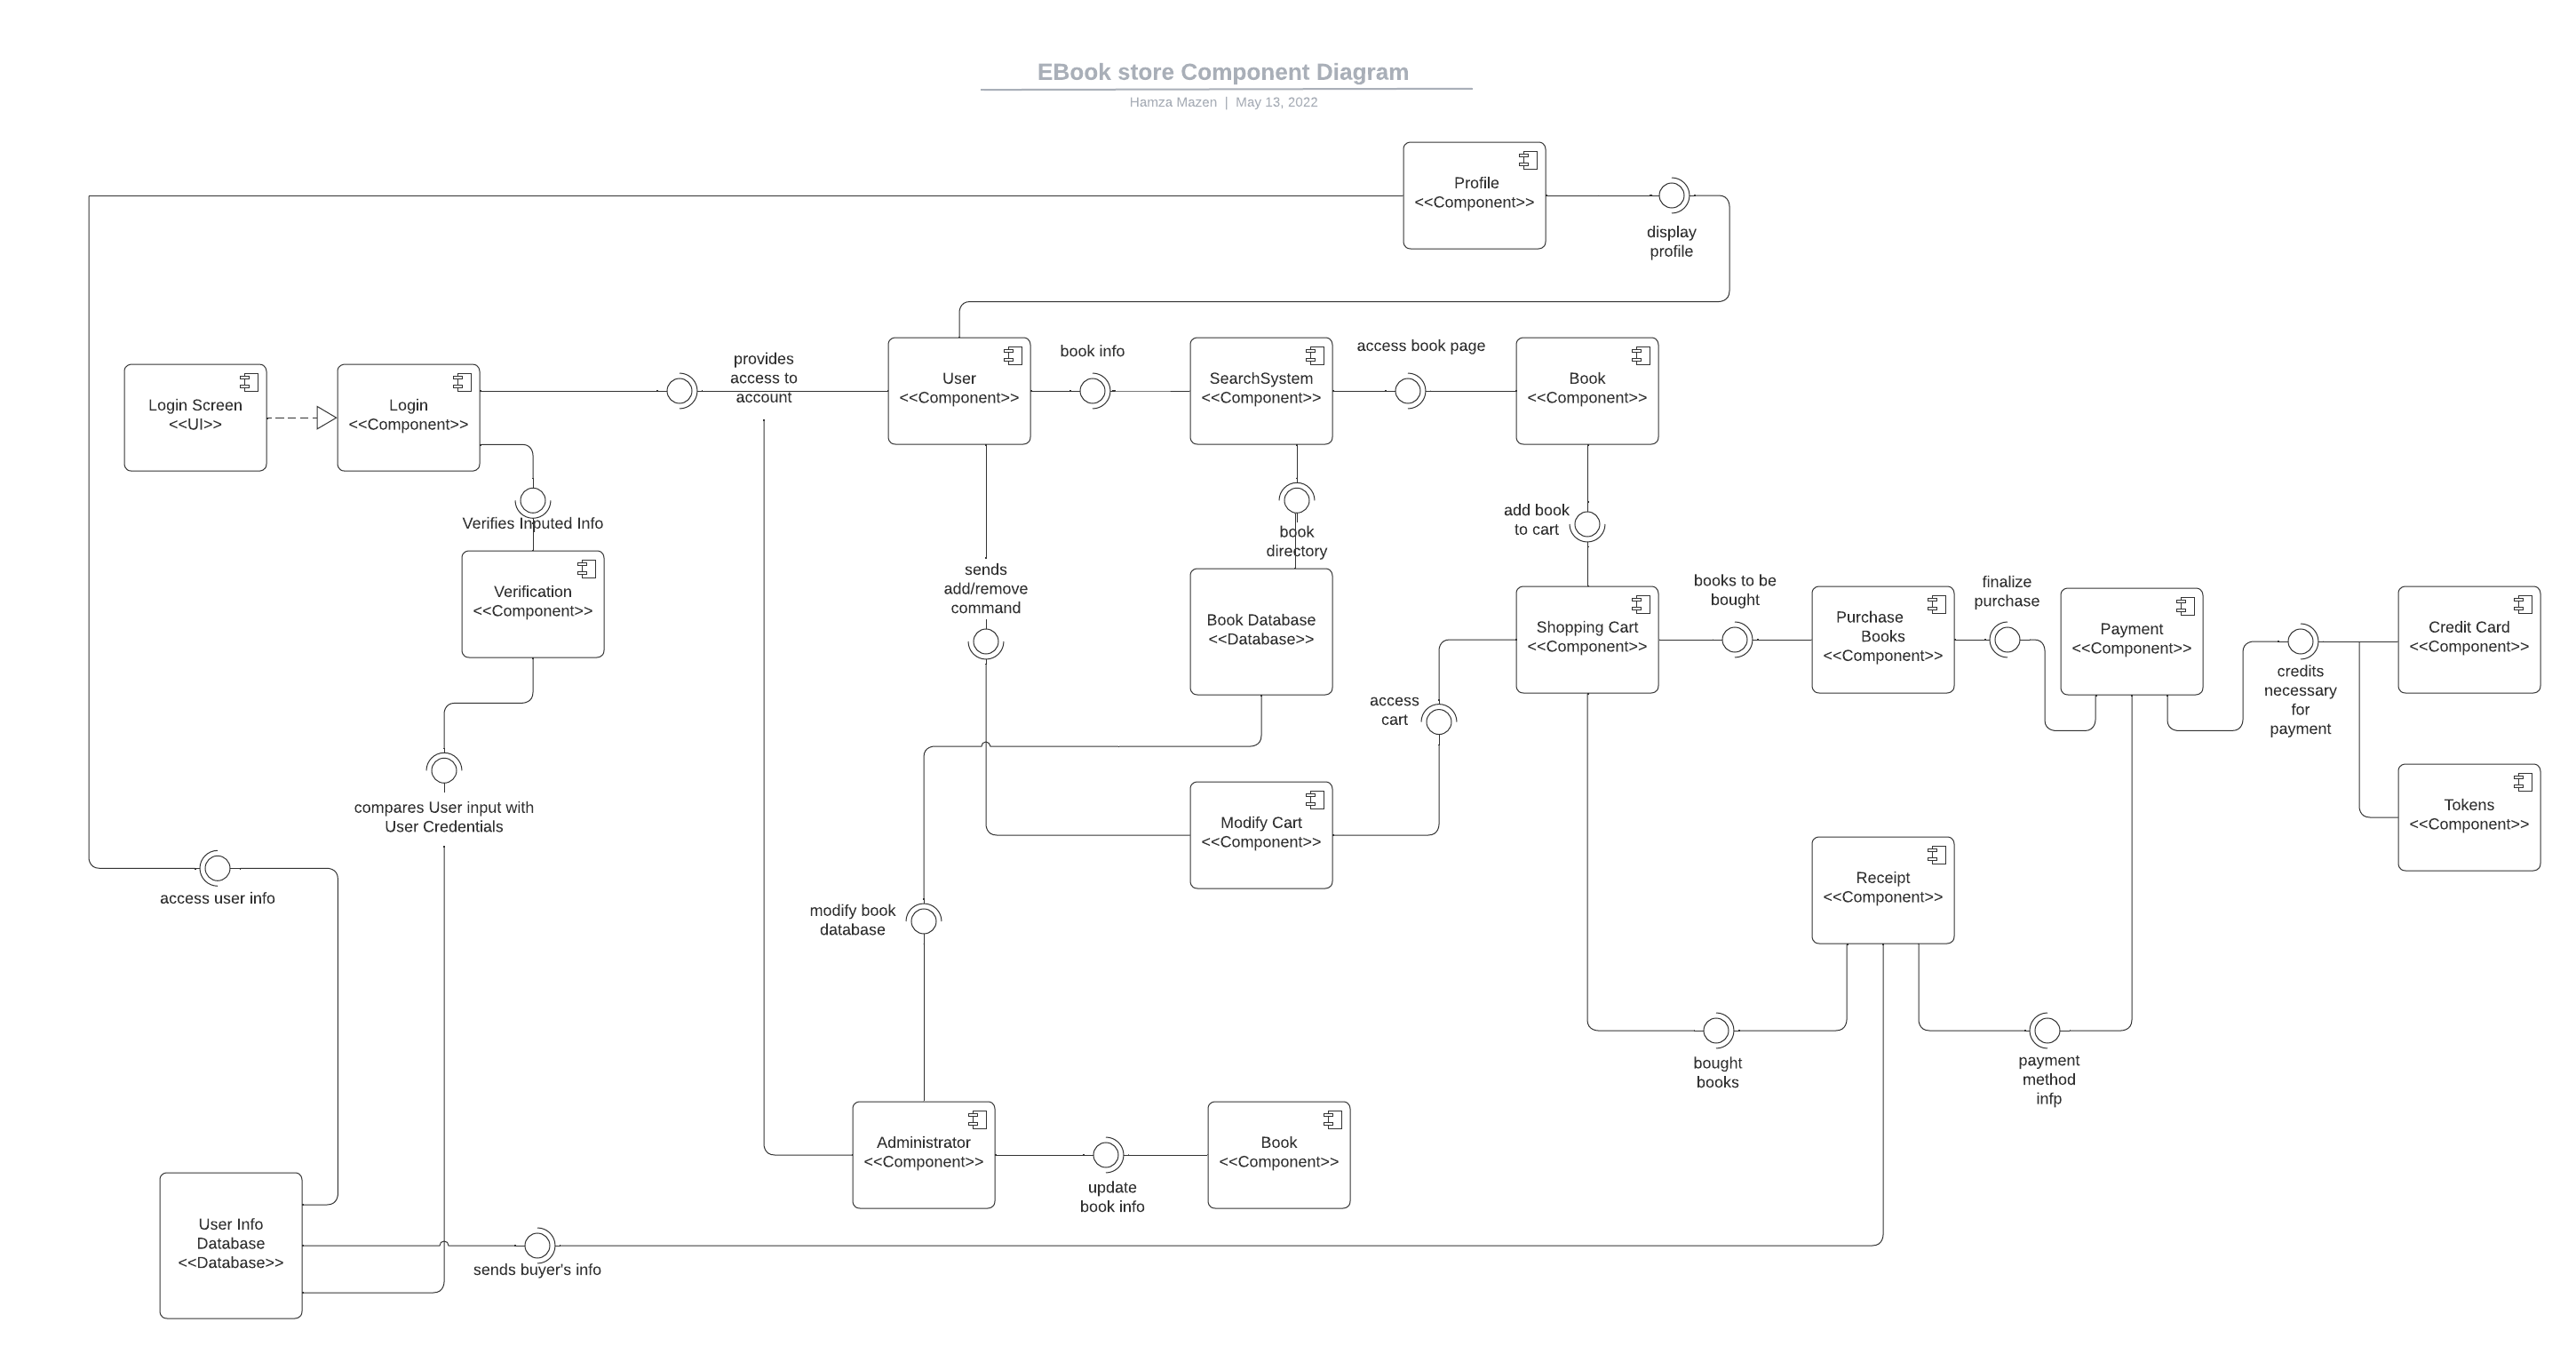 EBook store Component Diagram
Hamza Mazen | May 13, 2022
Profile
<<Component>>
display
profile
Login Screen
<<UI>>
Login
<<Component>>
provides
access to
account
User
<<Component>>
book info
SearchSystem
<<Component>>
access book page
Book
<<Component>>
Verifies Inputed Info
Verification
<<Component>>
sends
add/remove
command
book
directory
Book Database
<<Database>>
add book
to cart
Shopping Cart
<<Component>>
books to be
bought
Purchase
Books
<<Component>>
finalize
purchase
Payment
<<Component>>
credits
necessary
for
payment
Credit Card
<<Component>>
Tokens
<<Component>>
access
cart
compares User input with
User Credentials
Modify Cart
<<Component>>
access user info
modify book
database
Receipt
<<Component>>
bought
books
payment
method
infp
Administrator
<<Component>>
update
book info
Book
<<Component>>
User Info
Database
<<Database>>
sends buyer's info